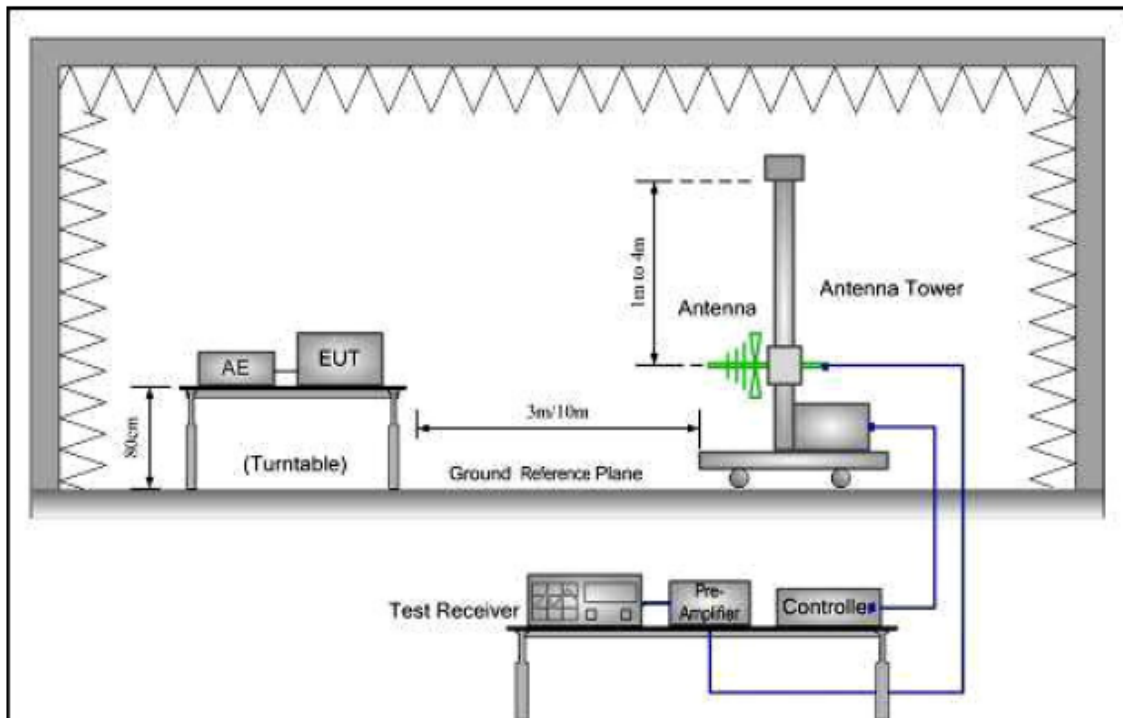 1m to 4m
Antenna
Antenna Tower
AE
EUT
80cm
3m/10m
(Turntable)
Ground Reference Plane
Test Receiver
Pre-
Amplifier
Controlle